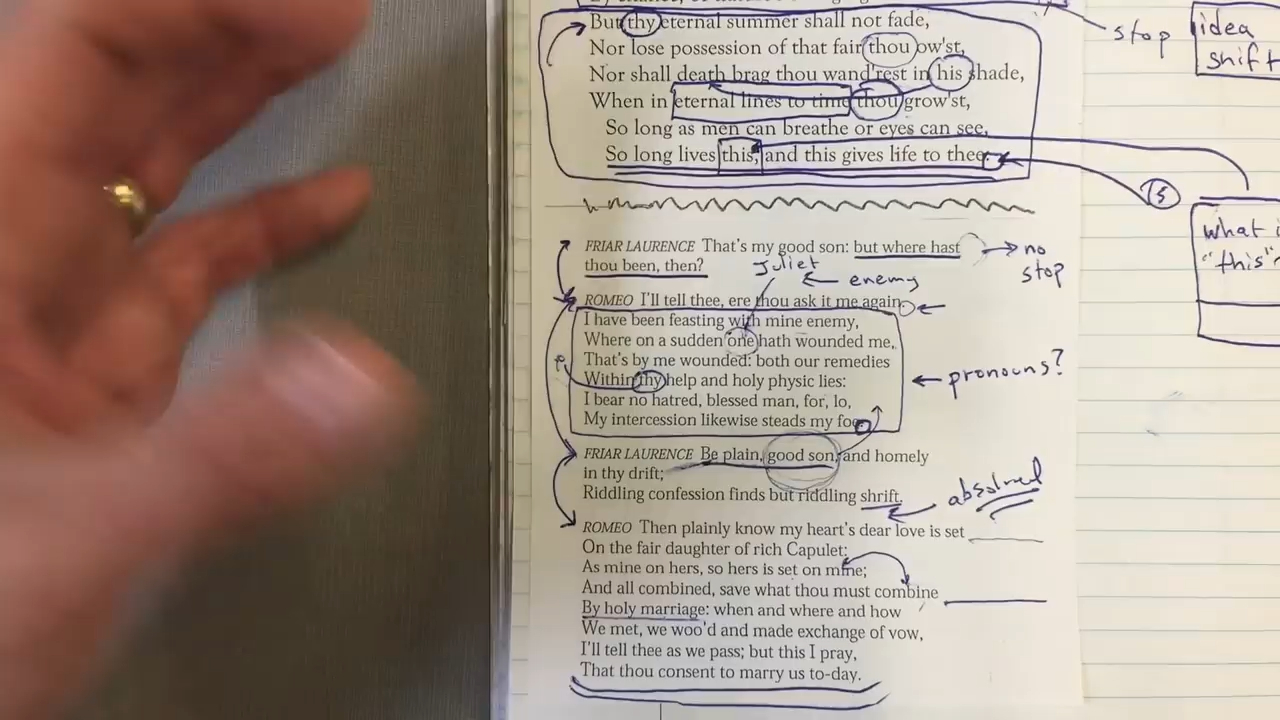 But thy eternal summer shall not fade,
Nor lose possession of that fair thou ow'st,
stop
idea
shift
Nor shall death brag thou wand'rest in his shade,
When in eternal lines to time thou grow'st,
So long as men can breathe or eyes can see,
So long lives this, and this gives life to thee.
what
"this"
FRIAR LAURENCE That's my good son: but where hast
no
stop
thou been, then?
Juliet
enemy
ROMEO I'll tell thee, ere thou ask it me again.
I have been feasting with mine enemy,
Where on a sudden one hath wounded me,
That's by me wounded: both our remedies
Within thy help and holy physic lies:
pronouns?
I bear no hatred, blessed man, for, lo,
My intercession likewise steads my foe.
FRIAR LAURENCE Be plain, good son, and homely
in thy drift;
Riddling confession finds but riddling shrift.
absolved
ROMEO Then plainly know my heart's dear love is set
On the fair daughter of rich Capulet:
As mine on hers, so hers is set on mine;
And all combined, save what thou must combine
By holy marriage: when and where and how
We met, we woo'd and made exchange of vow,
I'll tell thee as we pass; but this I pray,
That thou consent to marry us to-day.